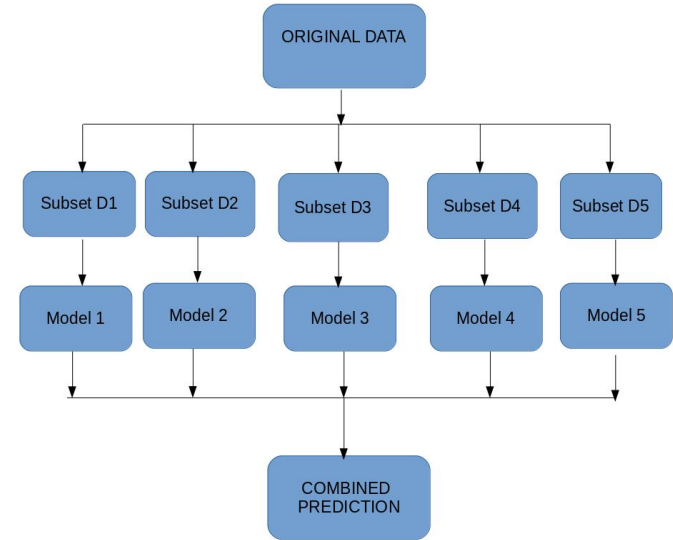 ORIGINAL DATA
Subset D1
Subset D2
Subset D3
Subset D4
Subset D5
Model 1
Model 2
Model 3
Model 4
Model 5
COMBINED
PREDICTION